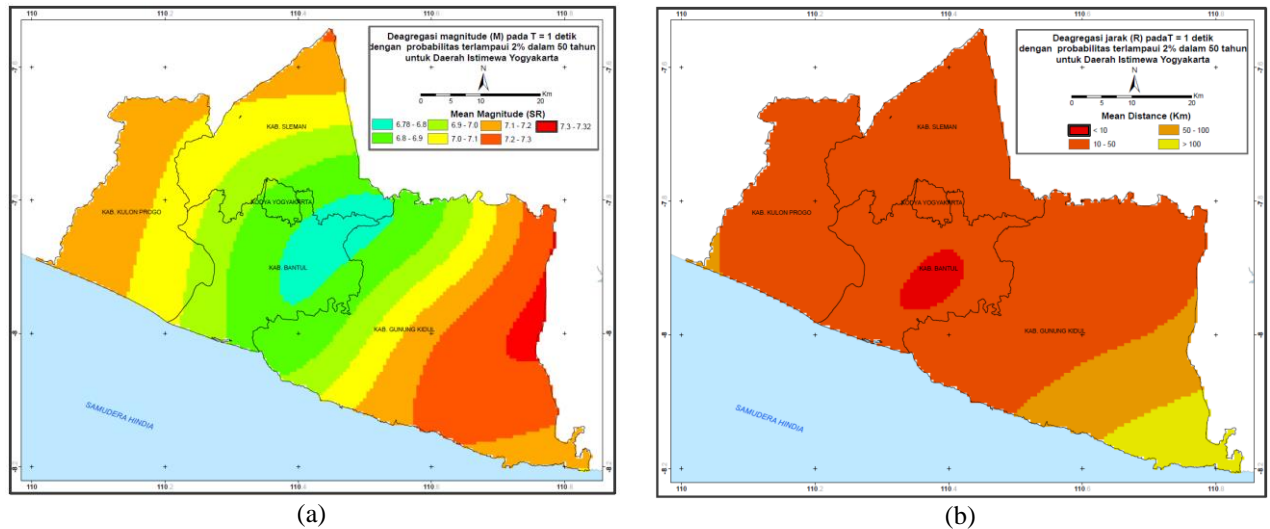 Deagregasi magnitude (M) pada T = 1 detik
dengan probabilitas terlampaui 2% dalam 50 tahun
untuk Daerah Istimewa Yogyakarta
N
Km
0 5 10 20
Mean Magnitude (SR)
6.78 - 6.8 6.9 - 7.0 7.1 - 7.2 7.3 - 7.32
6.8 - 6.9 7.0 - 7.1 7.2 - 7.3
KAB. SLEMAN
KODYA YOGYAKARTA
KAB. KULON PROGO
KAB. BANTUL
KAB. GUNUNG KIDUL
SAMUDERA HINDIA
110 110.2 110.4 110.6 110.8
(a)
Deagregasi jarak (R) padaT = 1 detik
dengan probabilitas terlampaui 2% dalam 50 tahun
untuk Daerah Istimewa Yogyakarta
N
Km
0 5 10 20
Mean Distance (Km)
< 10 50 - 100
10 - 50 > 100
KAB. SLEMAN
KODYA YOGYAKARTA
KAB. KULON PROGO
KAB. BANTUL
KAB. GUNUNG KIDUL
SAMUDERA HINDIA
110 110.2 110.4 110.6 110.8
(b)